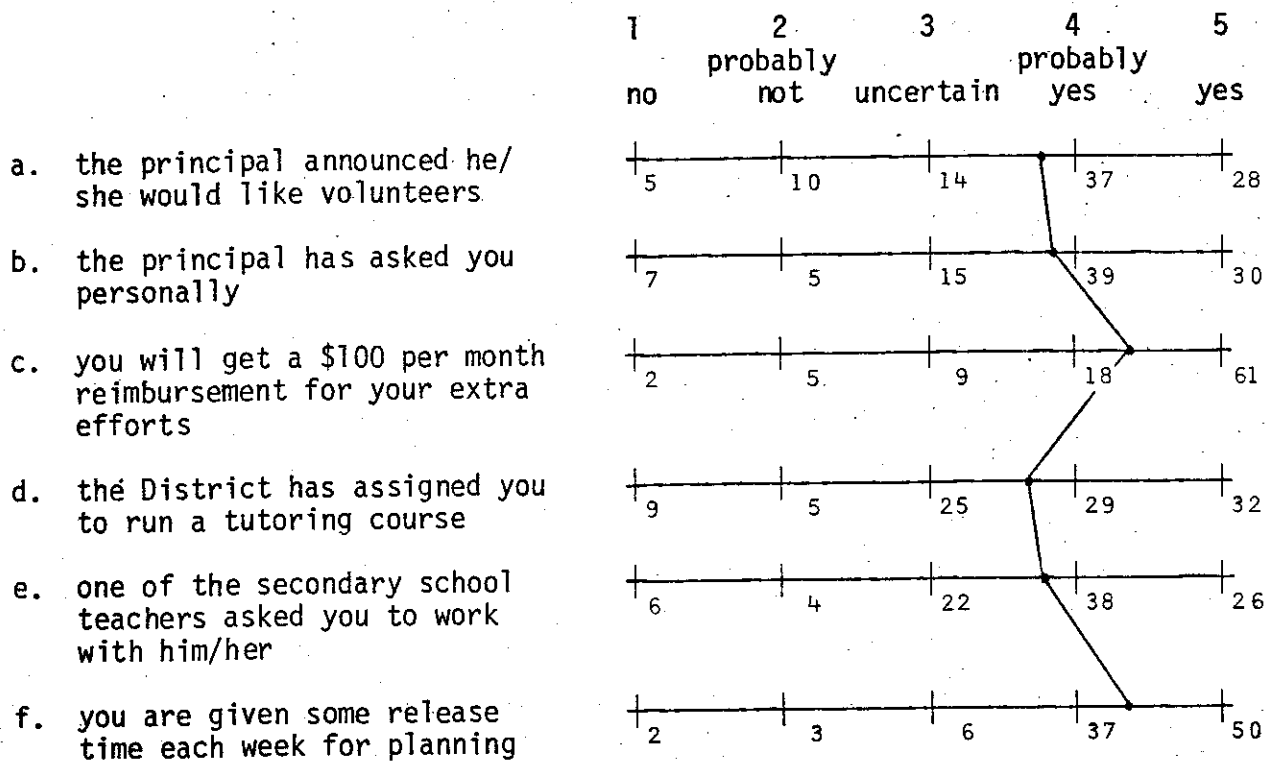 1 2 3 4 5
probably probably
no not uncertain yes yes
a. the principal announced he/
she would like volunteers
5 10 14 37 28
b. the principal has asked you
personally
7 5 15 39 30
c. you will get a $100 per month
reimbursement for your extra
efforts
2 5 9 18 61
d. the District has assigned you
to run a tutoring course
9 5 25 29 32
e. one of the secondary school
teachers asked you to work
with him/her
6 4 22 38 26
f. you are given some release
time each week for planning
2 3 6 37 50